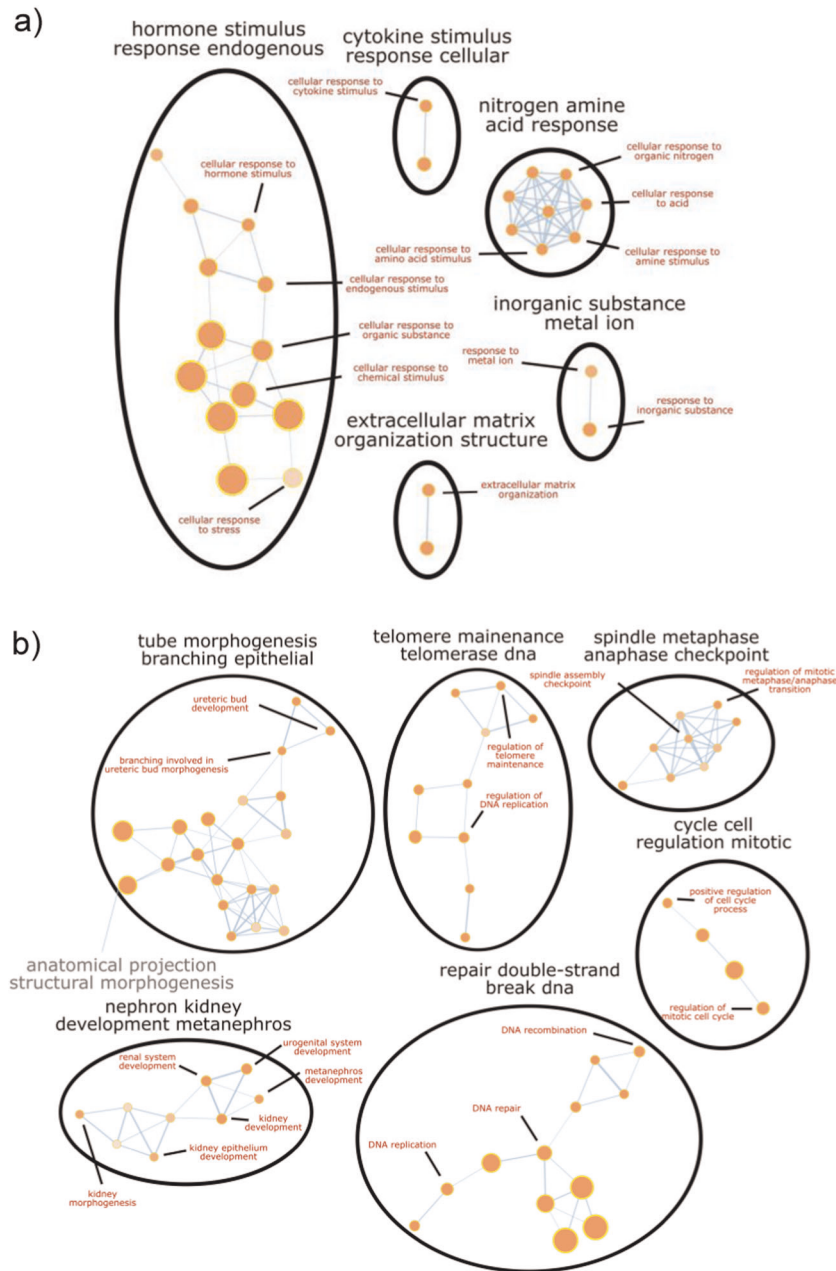 a)
hormone stimulus
response endogenous
cytokine stimulus
response cellular
cellular response to
cytokine stimulus
nitrogen amine
acid response
cellular response to
organic nitrogen
cellular response to
hormone stimulus
cellular response
to acid
cellular response to
amino acid stimulus
cellular response to
amine stimulus
cellular response to
endogenous stimulus
inorganic substance
metal ion
cellular response to
organic substance
response to
metal ion
cellular response to
chemical stimulus
response to
inorganic substance
extracellular matrix
organization structure
extracellular matrix
organization
cellular response
to stress
b)
tube morphogenesis
branching epithelial
telomere mainenance
telomerase dna
spindle metaphase
anaphase checkpoint
ureteric bud
development
spindle assembly
checkpoint
regulation of mitotic
metaphase/anaphase
transition
branching involved in
ureteric bud morphogenesis
regulation of
telomere
maintenance
regulation of
DNA replication
cycle cell
regulation mitotic
positive regulation
of cell cycle
process
anatomical projection
structural morphogenesis
repair double-strand
break dna
regulation of
mitotic cell cycle
nephron kidney
development metanephros
urogenital system
development
renal system
development
metanephros
development
kidney
development
kidney epithelium
development
kidney
morphogenesis
DNA recombination
DNA repair
DNA replication